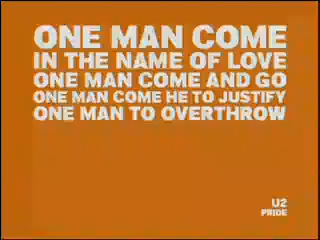 ONE MAN COME
IN THE NAME OF LOVE
ONE MAN COME AND GO
ONE MAN COME HE TO JUSTIFY
ONE MAN TO OVERTHROW
U2
PRIDE